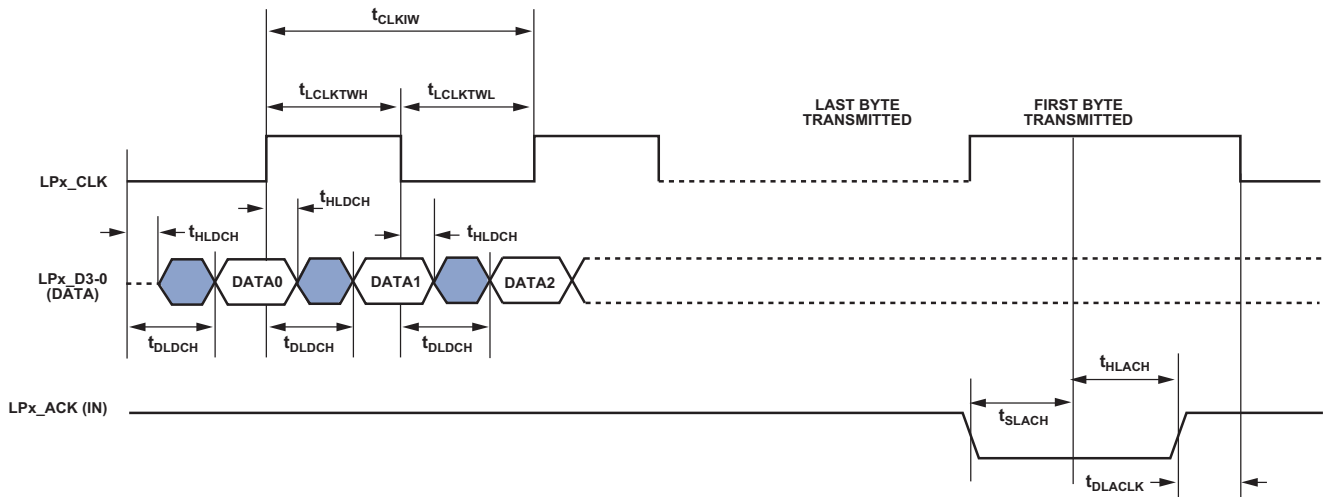 tCLKIW
tLCLKTWH
tLCLKTWL
LAST BYTE
TRANSMITTED
FIRST BYTE
TRANSMITTED
LPx_CLK
tHLDCH
tHLDCH
tHLDCH
LPx_D3-0
(DATA)
DATA0
DATA1
DATA2
tDLDCH
tDLDCH
tDLDCH
tHLACH
LPx_ACK (IN)
tSLACH
tDLACLK